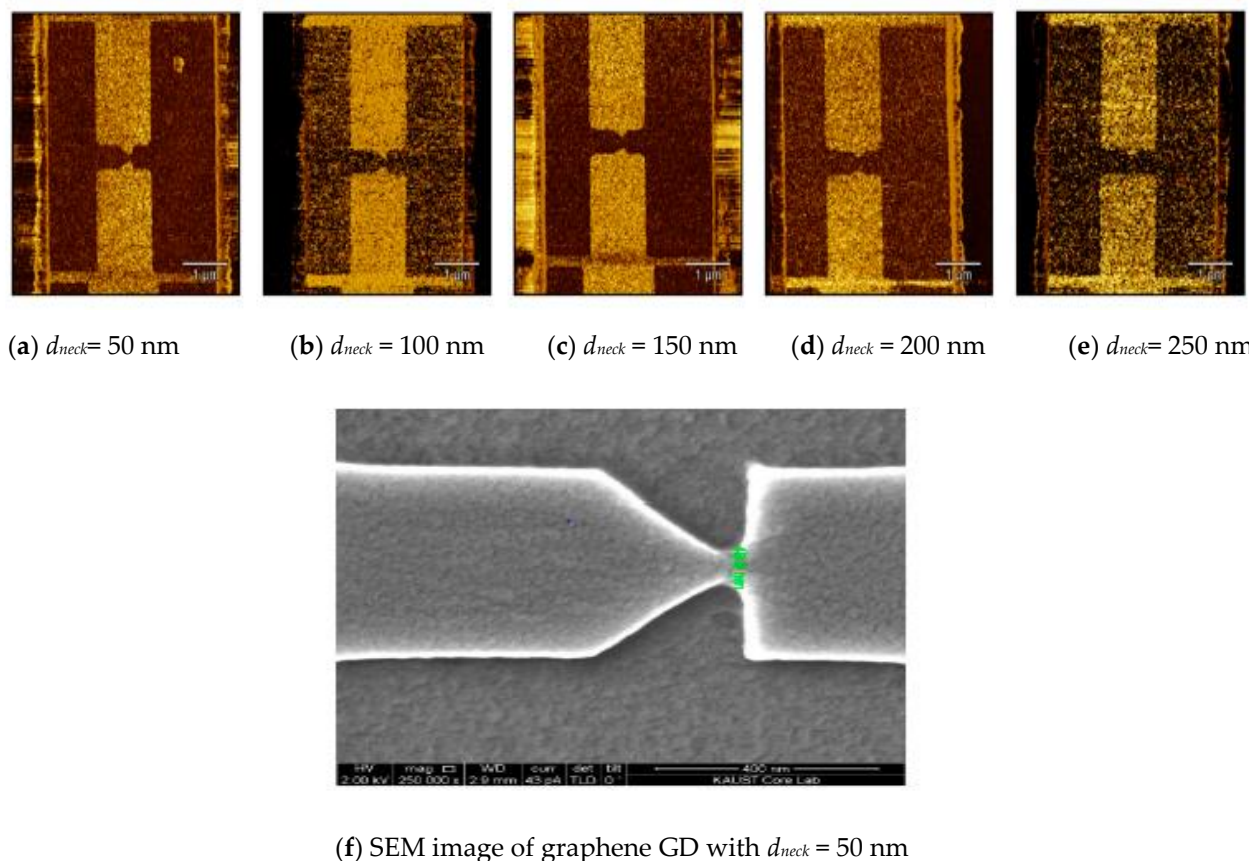 1 μm 1 μm 1 μm 1 μm 1 μm
(a) dneck= 50 nm (b) dneck = 100 nm (c) dneck = 150 nm (d) dneck = 200 nm (e) dneck= 250 nm
HV mag WD curr det tilt 400 nm
2.00 kV 250 000 x 2.9 mm 43 pA TLD 0 ° KAUST Core Lab
(f) SEM image of graphene GD with dneck = 50 nm